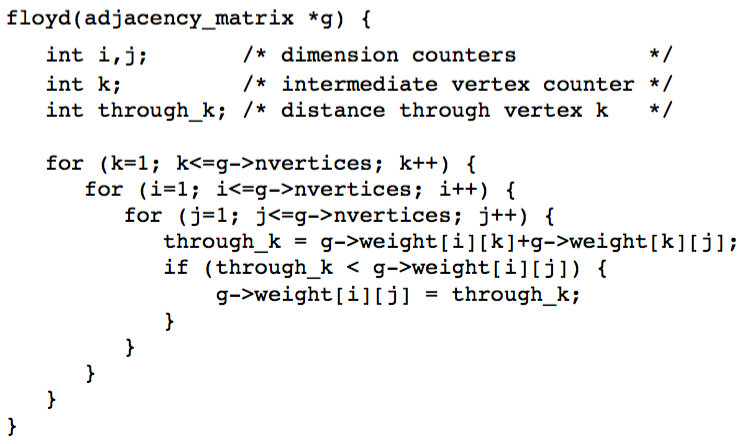 floyd(adjacency_matrix *g) {
int i,j; /* dimension counters */
int k; /* intermediate vertex counter */
int through_k; /* distance through vertex k */
for (k=1; k<=g->nvertices; k++) {
for (i=1; i<=g->nvertices; i++) {
for (j=1; j<=g->nvertices; j++) {
through_k = g->weight[i][k]+g->weight[k][j];
if (through_k < g->weight[i][j]) {
g->weight[i][j] = through_k;
}
}
}
}
}